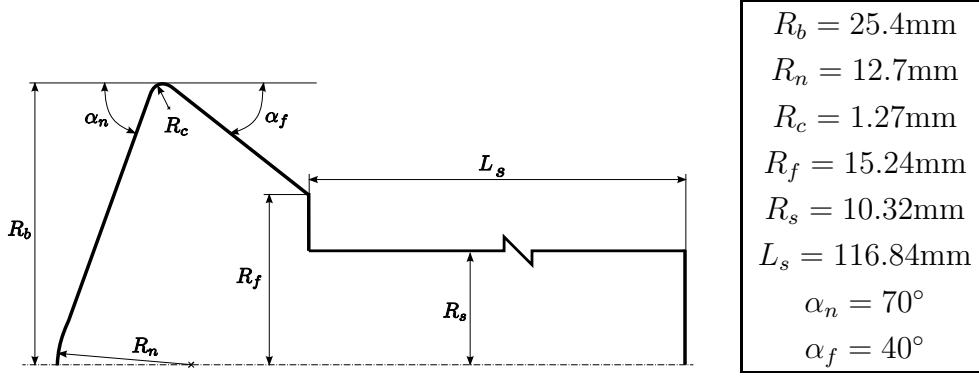 α_n
R_c
α_f
L_s
R_b
R_f
R_s
R_n
R_b = 25.4mm
R_n = 12.7mm
R_c = 1.27mm
R_f = 15.24mm
R_s = 10.32mm
L_s = 116.84mm
α_n = 70°
α_f = 40°